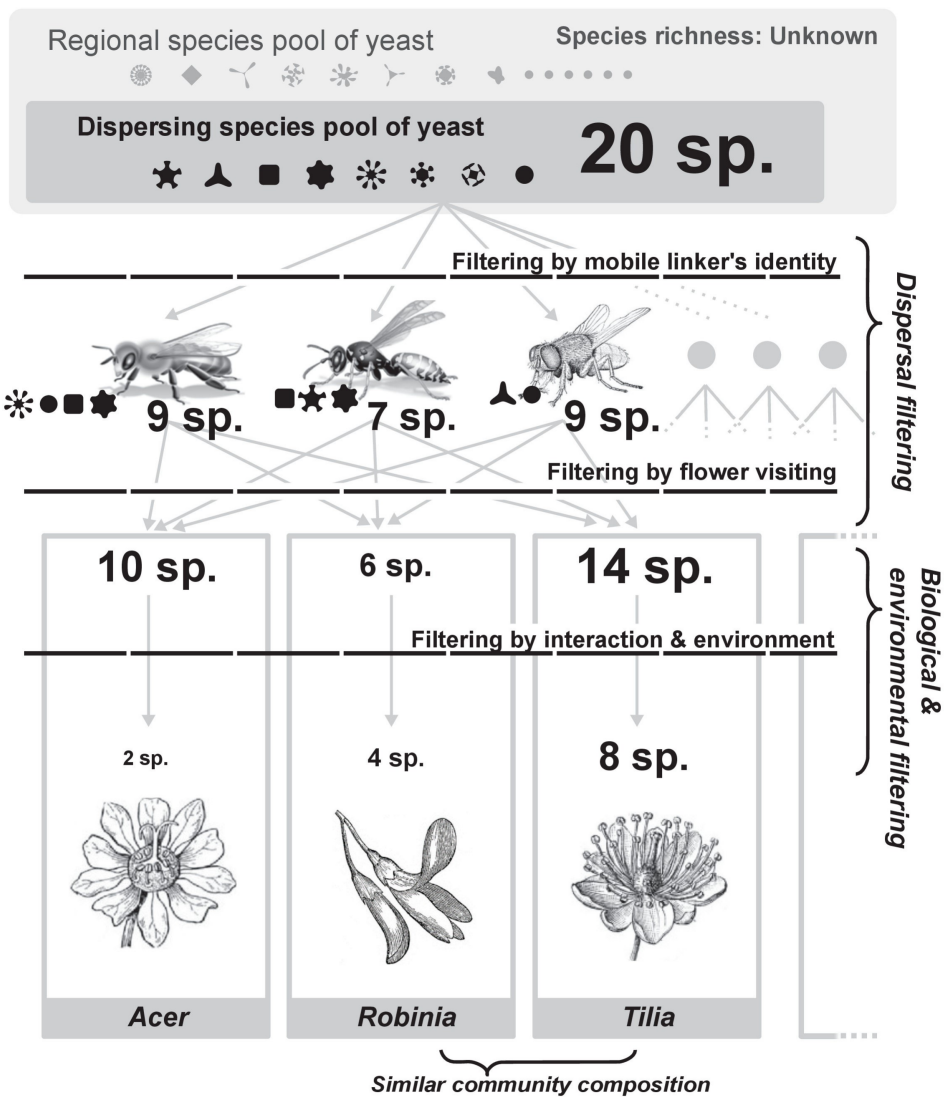 Regional species pool of yeast
Species richness: Unknown
Dispersing species pool of yeast
20 sp.
Filtering by mobile linker's identity
Dispersal filtering
9 sp.
7 sp.
9 sp.
Filtering by flower visiting
10 sp.
6 sp.
14 sp.
Biological &
environmental filtering
Filtering by interaction & environment
2 sp.
4 sp.
8 sp.
Acer
Robinia
Tilia
Similar community composition